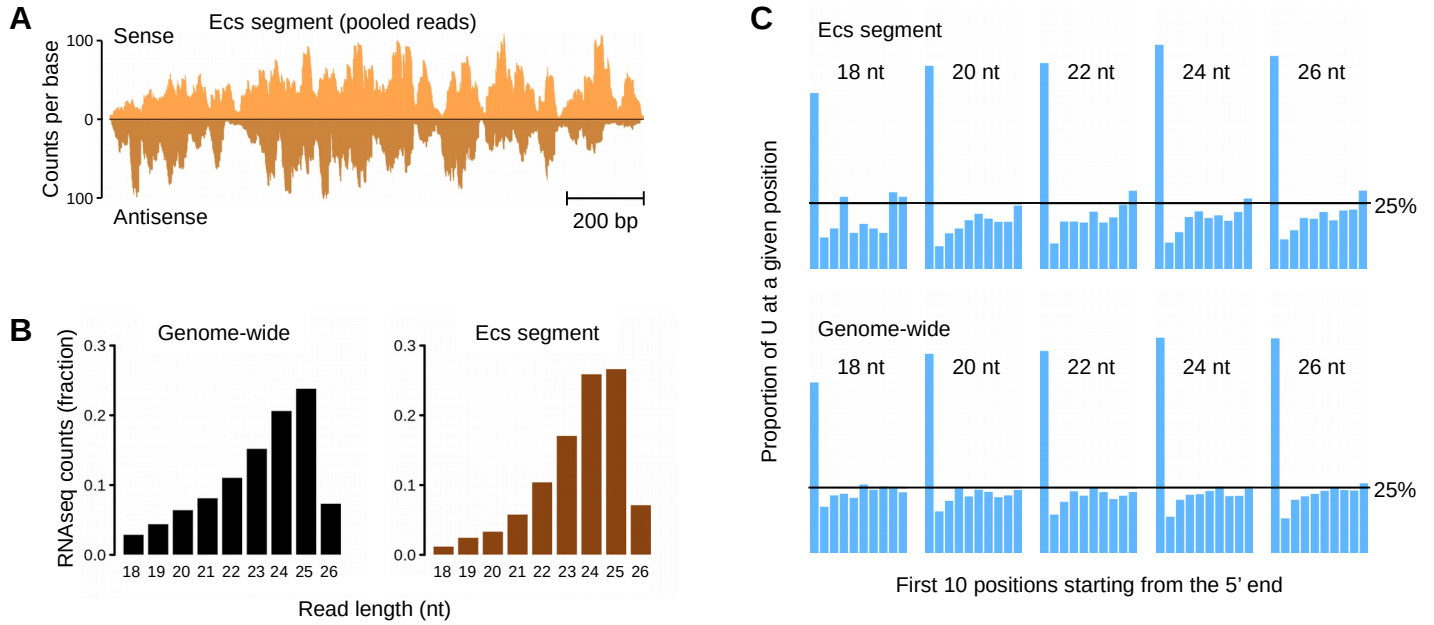 A
Ecs segment (pooled reads)
Sense
Counts per base
100
0
100
Antisense
200 bp
B
Genome-wide
Ecs segment
RNAseq counts (fraction)
0.3
0.2
0.1
0.0
18 19 20 21 22 23 24 25 26
0.3
0.2
0.1
0.0
18 19 20 21 22 23 24 25 26
Read length (nt)
C
Ecs segment
18 nt 20 nt 22 nt 24 nt 26 nt
25%
Proportion of U at a given position
Genome-wide
18 nt 20 nt 22 nt 24 nt 26 nt
25%
First 10 positions starting from the 5’ end